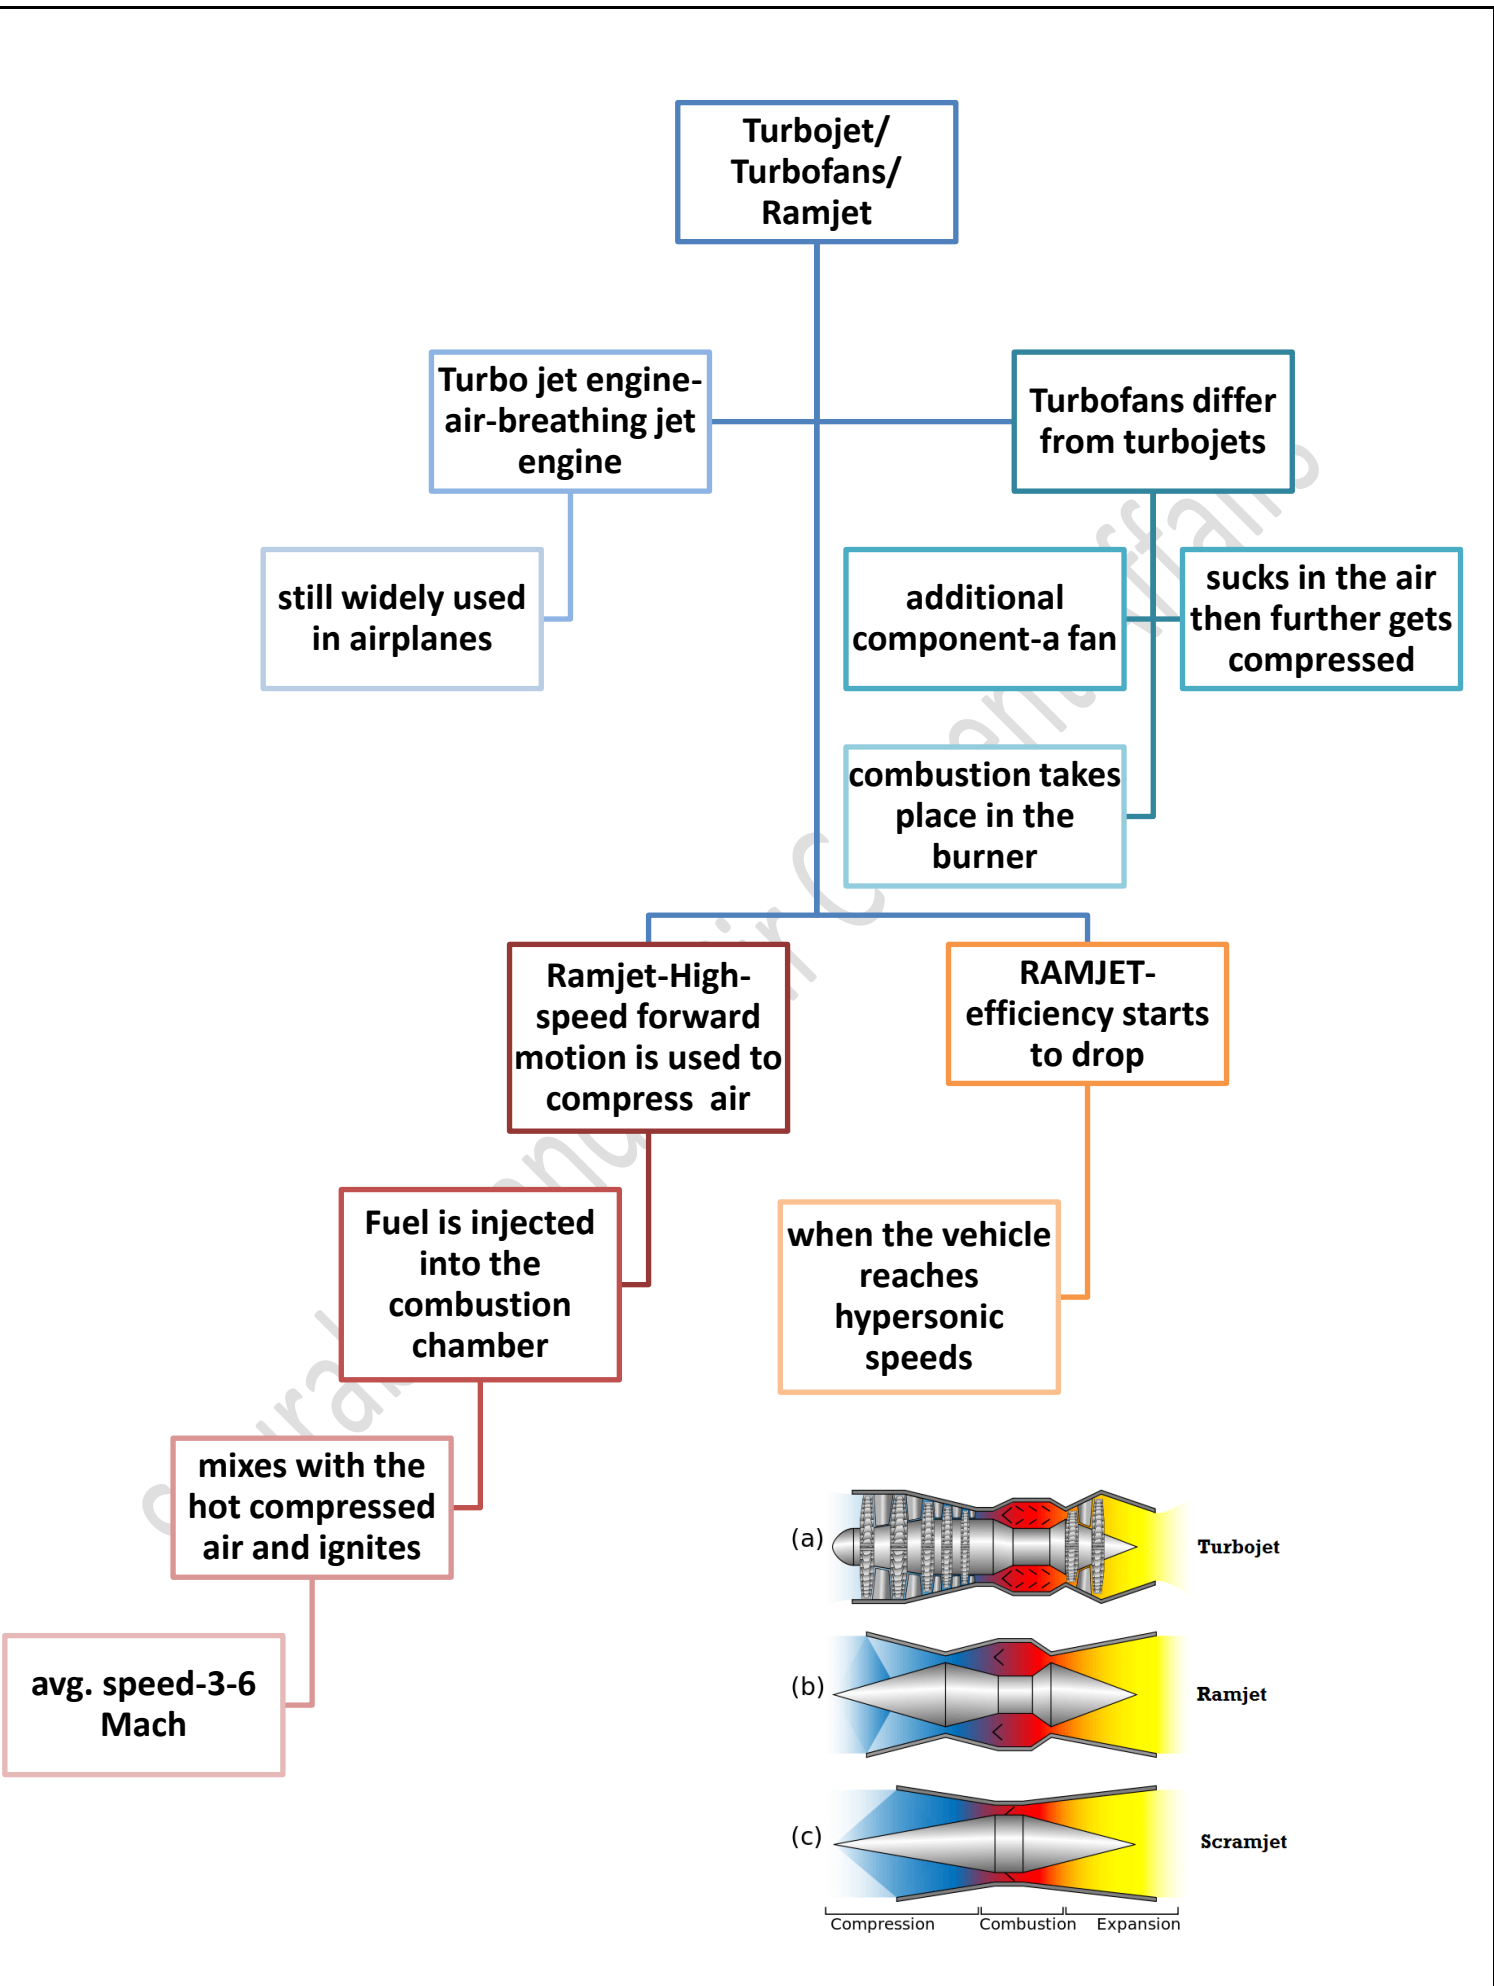 Turbojet/
Turbofans/
Ramjet
Turbo jet engine-
air-breathing jet
engine
Turbofans differ
from turbojets
still widely used
in airplanes
additional
component-a fan
sucks in the air
then further gets
compressed
combustion takes
place in the
burner
Ramjet-High-
speed forward
motion is used to
compress air
RAMJET-
efficiency starts
to drop
Fuel is injected
into the
combustion
chamber
when the vehicle
reaches
hypersonic
speeds
mixes with the
hot compressed
air and ignites
avg. speed-3-6
Mach
(a)
Turbojet
(b)
Ramjet
(c)
Scramjet
Compression
Combustion
Expansion